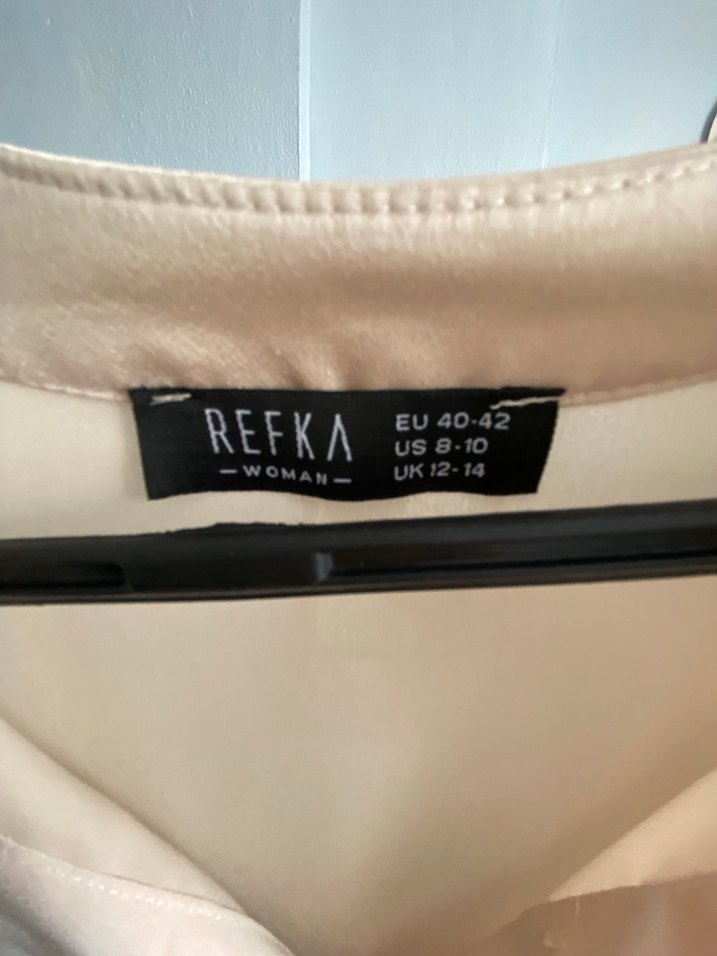 REFKA
—WOMAN—
EU 40-42
US 8-10
UK 12-14